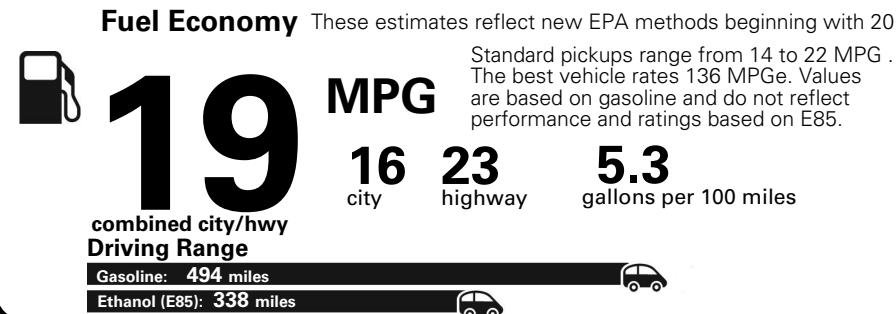 Fuel Economy These estimates reflect new EPA methods beginning with 20
Standard pickups range from 14 to 22 MPG .
The best vehicle rates 136 MPGe. Values
are based on gasoline and do not reflect
performance and ratings based on E85.
19 MPG
16 city
23 highway
5.3 gallons per 100 miles
combined city/hwy
Driving Range
Gasoline: 494 miles
Ethanol (E85): 338 miles